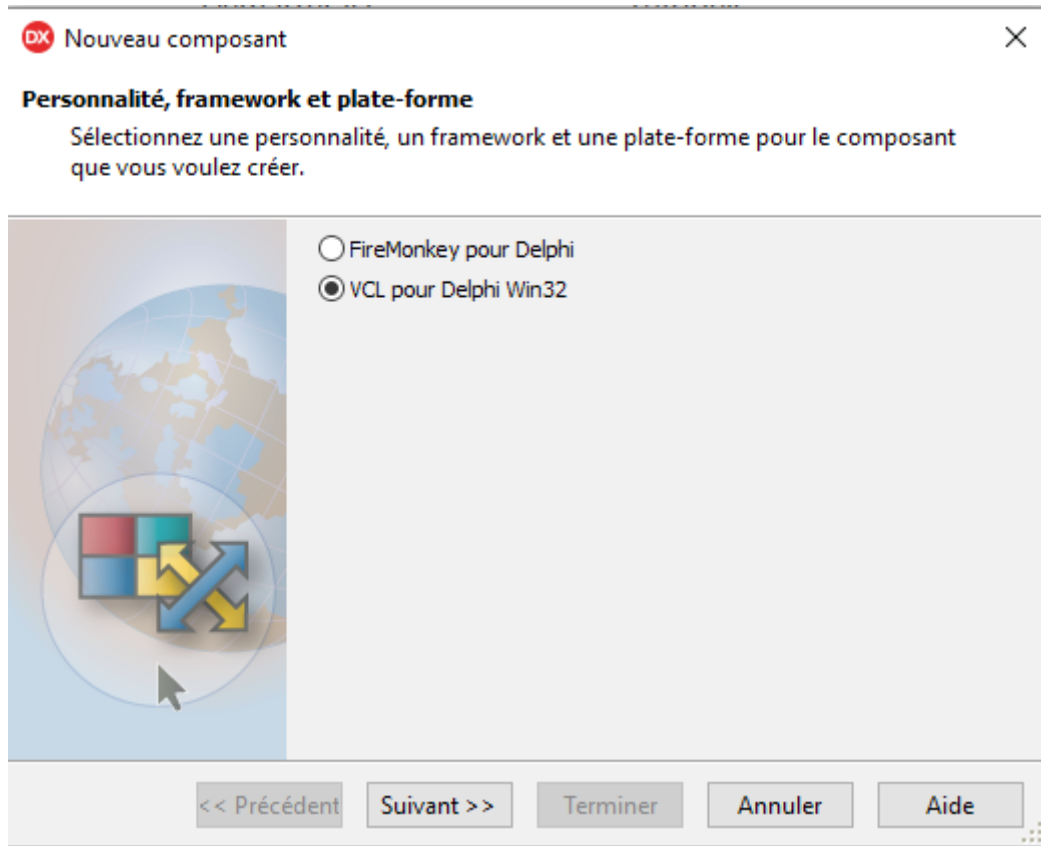 DX Nouveau composant
Personnalité, framework et plate-forme
Sélectionnez une personnalité, un framework et une plate-forme pour le composant
que vous voulez créer.
FireMonkey pour Delphi
VCL pour Delphi Win32
<< Précédent Suivant >> Terminer Annuler Aide